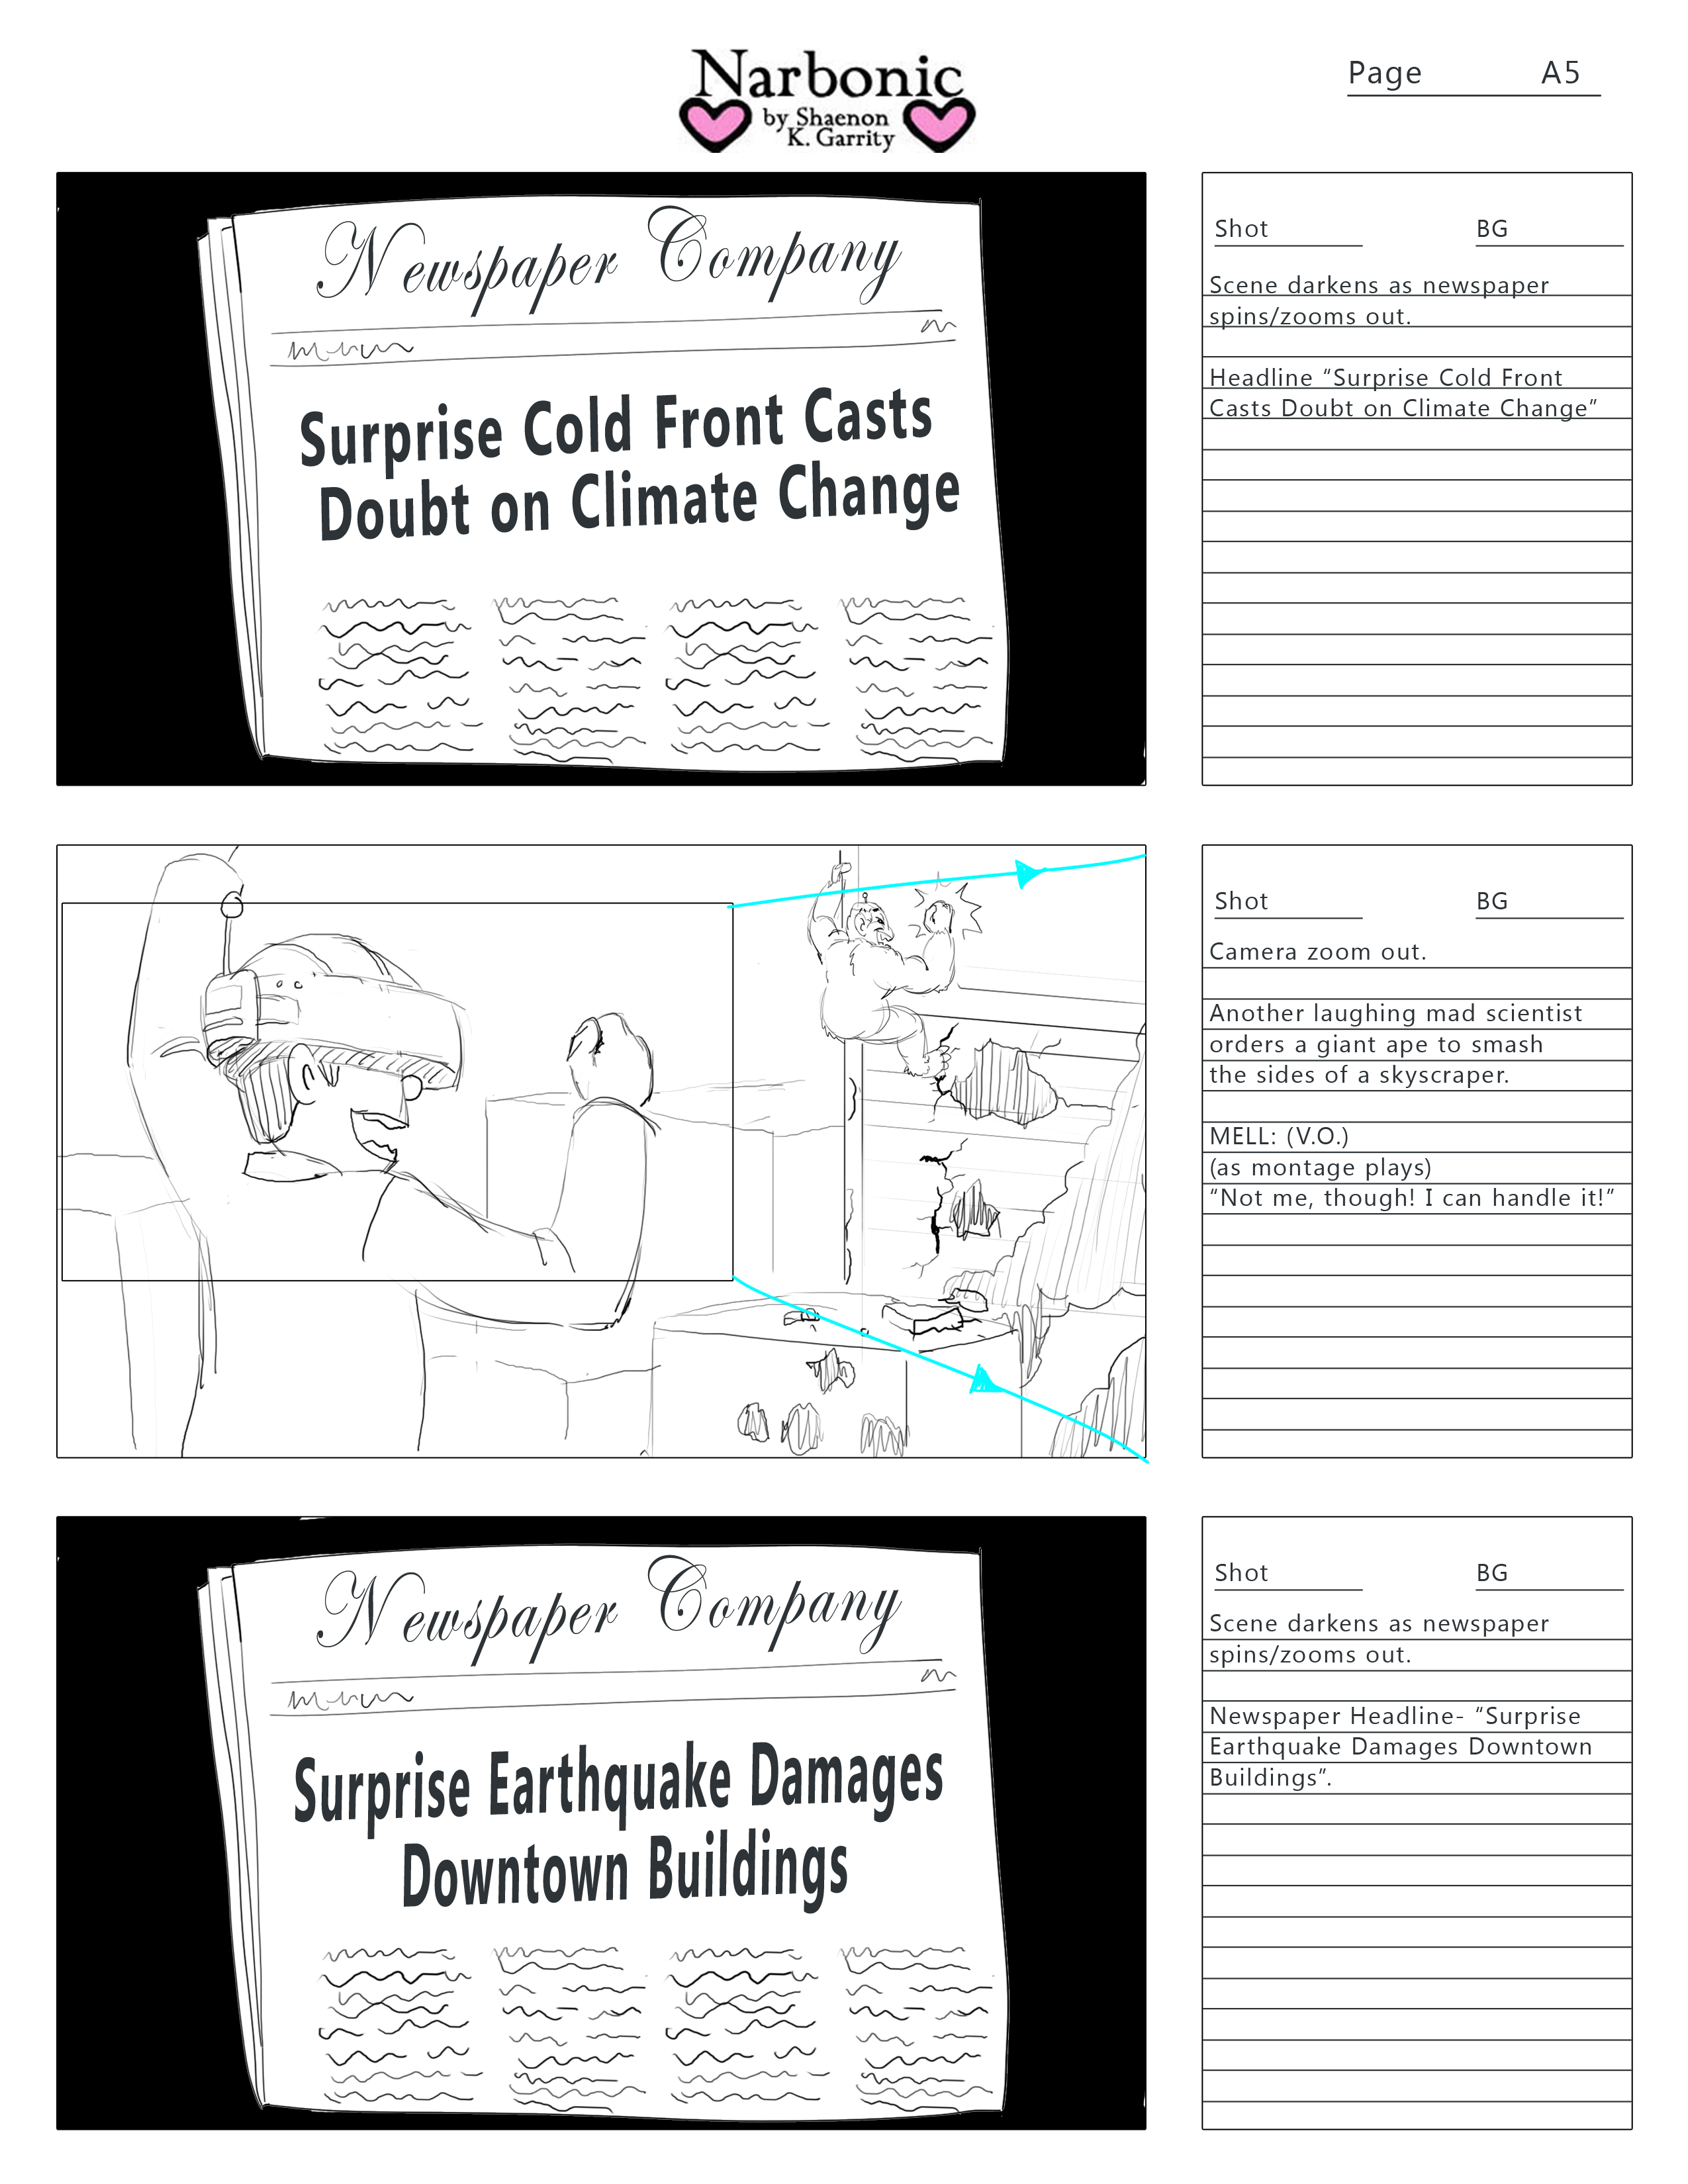 Narbonic
by Shaenon
K. Garrity
Page A5
Newspaper Company
Surprise Cold Front Casts
Doubt on Climate Change
Shot BG
Scene darkens as newspaper
spins/zooms out.
Headline “Surprise Cold Front
Casts Doubt on Climate Change”
Shot BG
Camera zoom out.
Another laughing mad scientist
orders a giant ape to smash
the sides of a skyscraper.
MELL: (V.O.)
(as montage plays)
“Not me, though! I can handle it!”
Newspaper Company
Surprise Earthquake Damages
Downtown Buildings
Shot BG
Scene darkens as newspaper
spins/zooms out.
Newspaper Headline- “Surprise
Earthquake Damages Downtown
Buildings”.